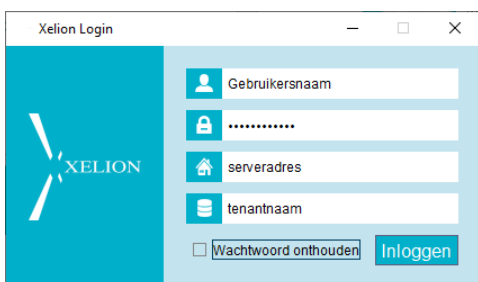 Xelion Login
XELION
Gebruikersnaam
••••••••••••
serveradres
tenantnaam
Wachtwoord onthouden
Inloggen